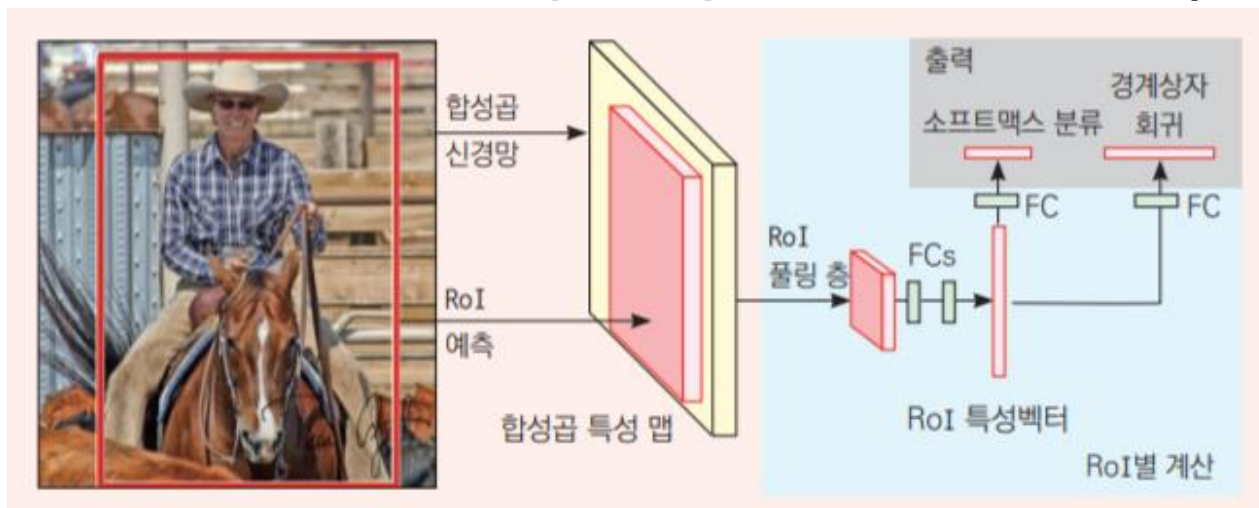 출력
소프트맥스 분류
경계상자
회귀
합성곱
신경망
FC
FC
RoI
풀링 층
FCs
RoI
예측
합성곱 특성 맵
RoI 특성벡터
RoI별 계산